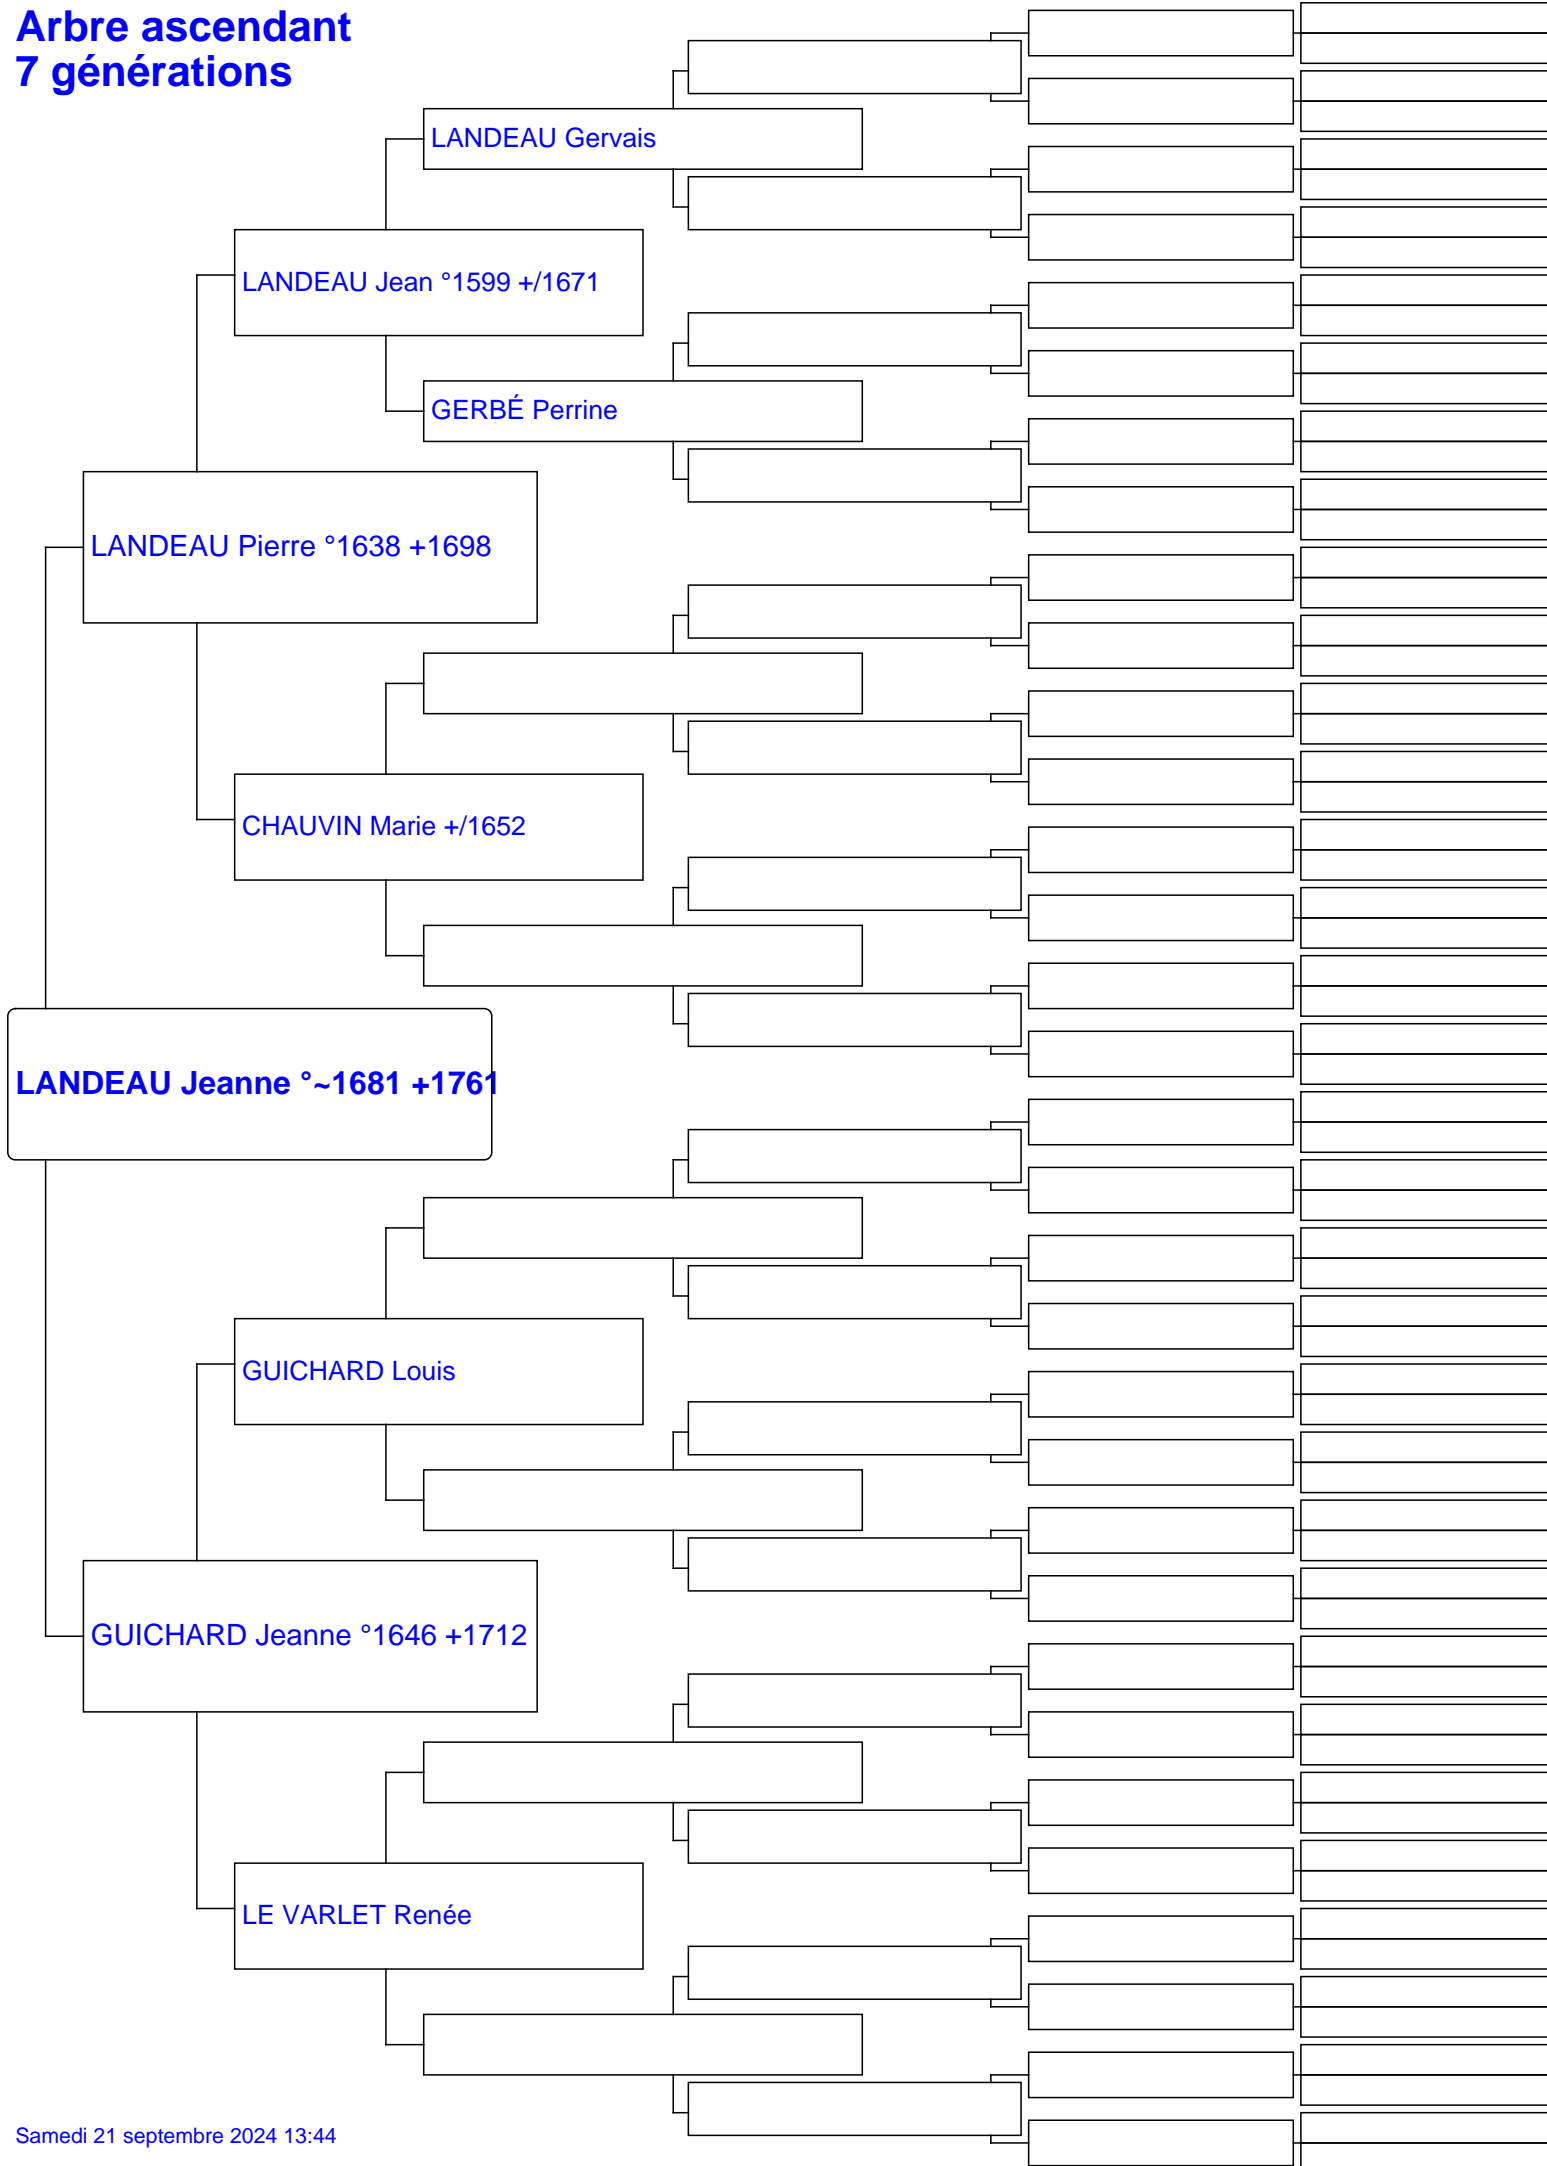 Arbre ascendant
7 générations
LANDEAU Gervais
LANDEAU Jean °1599 +/1671
GERBÉ Perrine
LANDEAU Pierre °1638 +1698
CHAUVIN Marie +/1652
LANDEAU Jeanne °~1681 +1761
GUICHARD Louis
GUICHARD Jeanne °1646 +1712
LE VARLET Renée
Samedi 21 septembre 2024 13:44